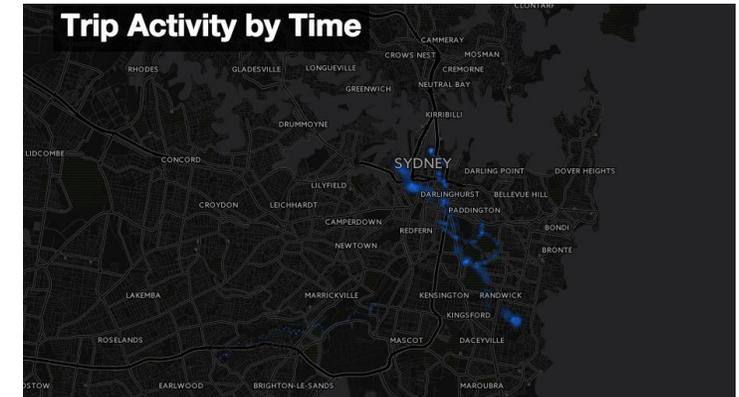 CLONTARF
Trip Activity by Time
CAMMERAY
CROWS NEST
MOSMAN
RHODES
GLADESVILLE
LONGUEVILLE
CREMORNE
GREENWICH
NEUTRAL BAY
KIRRIBILLI
DRUMMOYNE
LIDCOMBE
CONCORD
SYDNEY
DARLING POINT
DOVER HEIGHTS
LILYFIELD
DARLINGHURST
BELLEVUE HILL
CROYDON
LEICHHARDT
PADDINGTON
CAMPERDOWN
REDFERN
BONDI
NEWTOWN
BRONTE
LAKEMBA
MARRICKVILLE
KENSINGTON
RANDWICK
KINGSFORD
ROSELANDS
MASCOT
DACEYVILLE
STOW
EARLWOOD
BRIGHTON-LE-SANDS
MAROUBRA